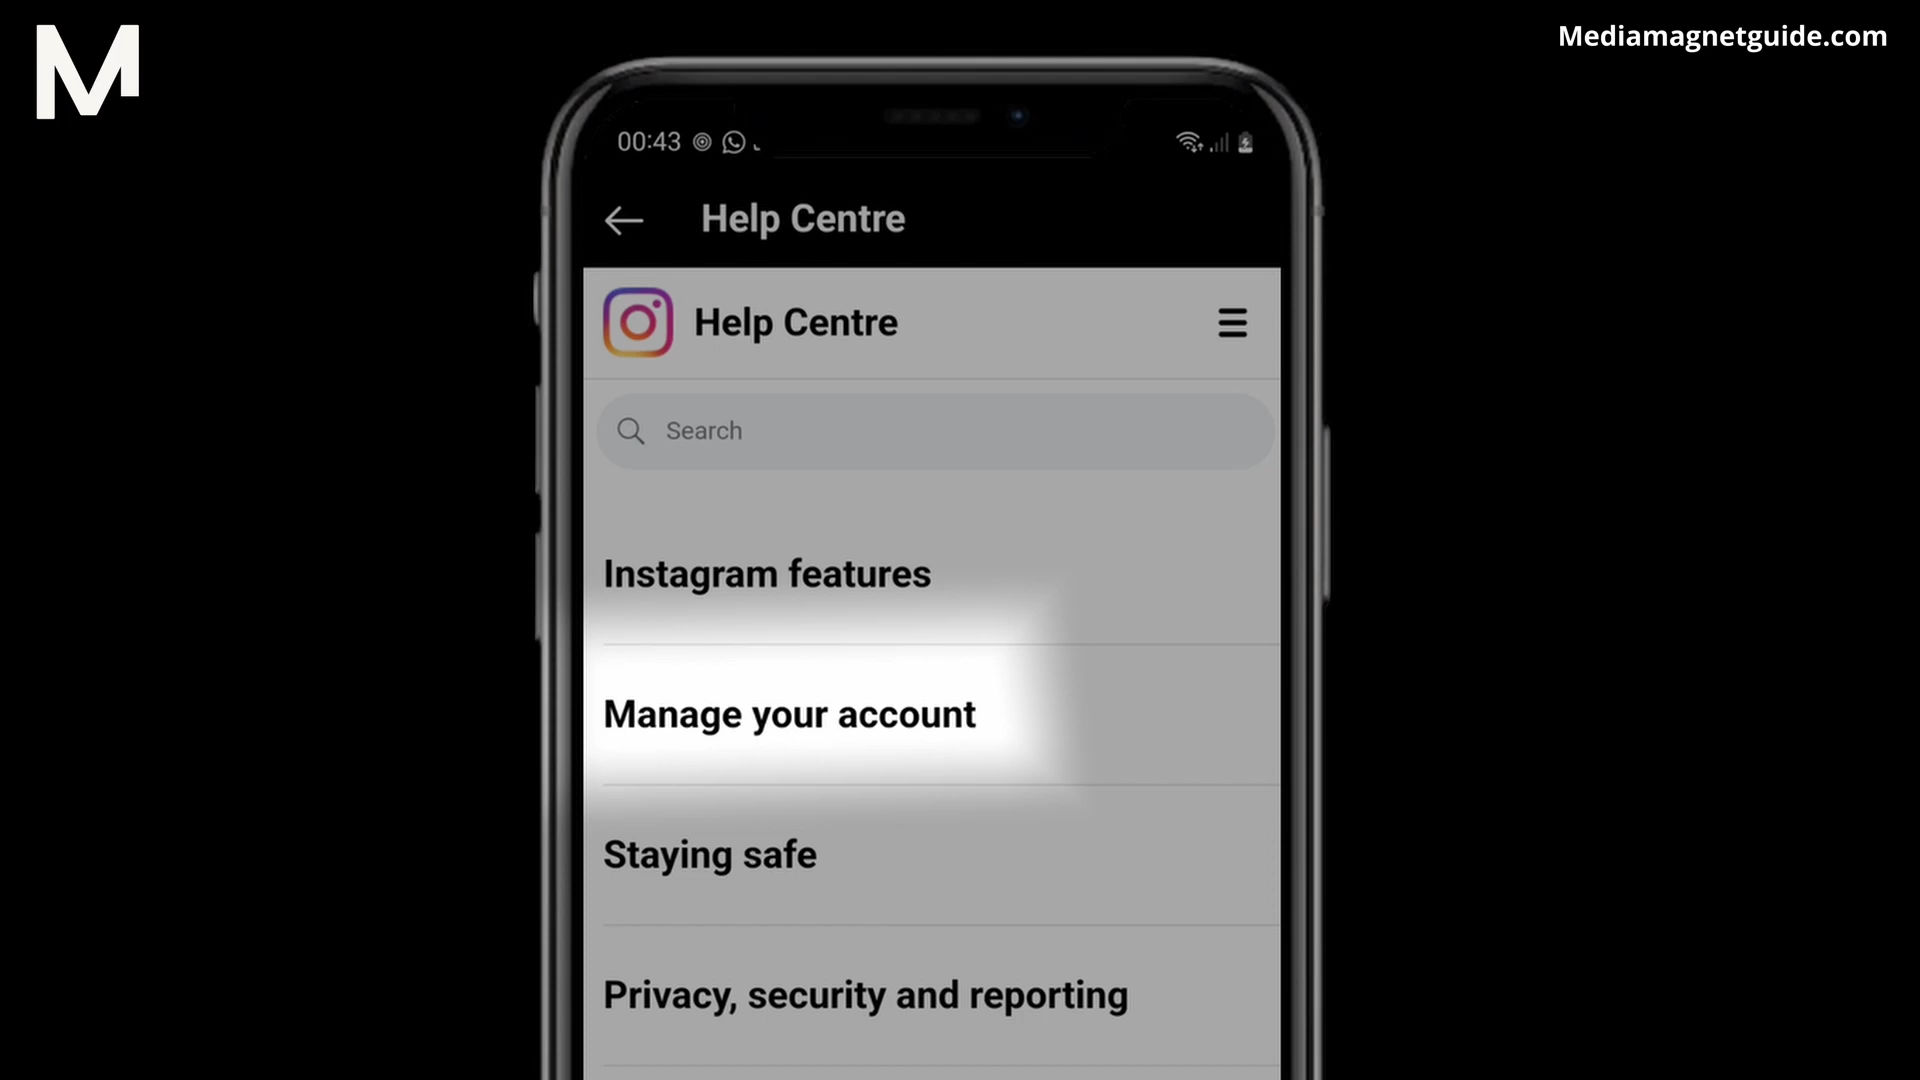 M
Mediamagnetguide.com
00:43
Help Centre
Help Centre
Search
Instagram features
Manage your account
Staying safe
Privacy, security and reporting